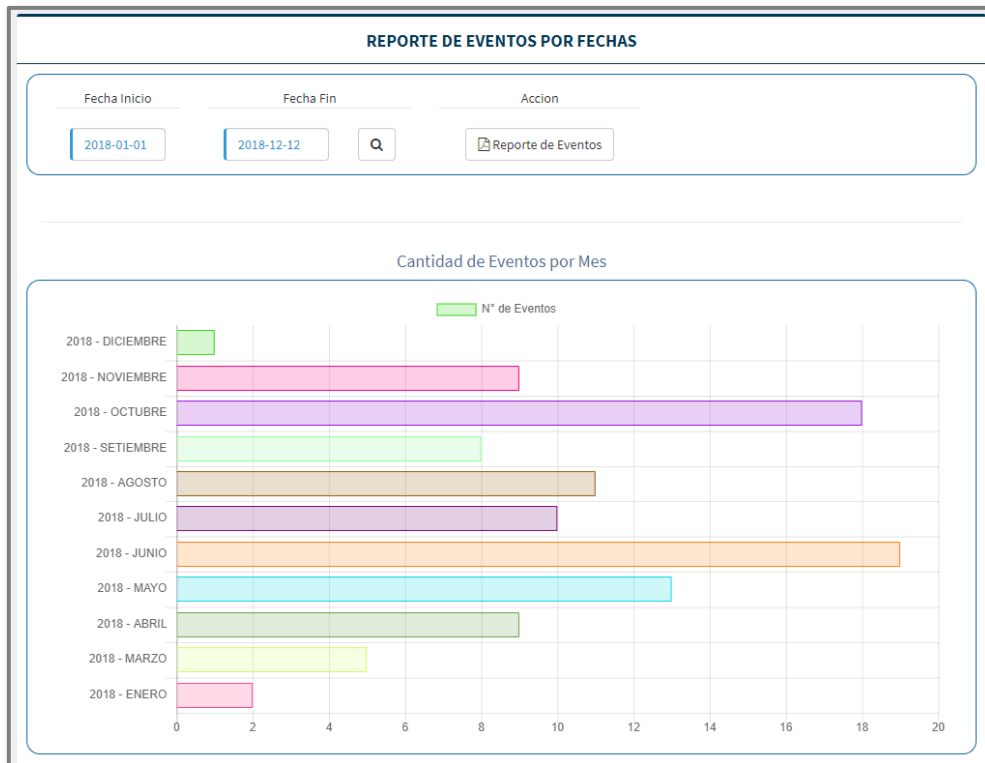 REPORTE DE EVENTOS POR FECHAS
Fecha Inicio Fecha Fin Accion
2018-01-01 2018-12-12 Reporte de Eventos
Cantidad de Eventos por Mes
N° de Eventos
2018 - DICIEMBRE
2018 - NOVIEMBRE
2018 - OCTUBRE
2018 - SETIEMBRE
2018 - AGOSTO
2018 - JULIO
2018 - JUNIO
2018 - MAYO
2018 - ABRIL
2018 - MARZO
2018 - ENERO
0 2 4 6 8 10 12 14 16 18 20